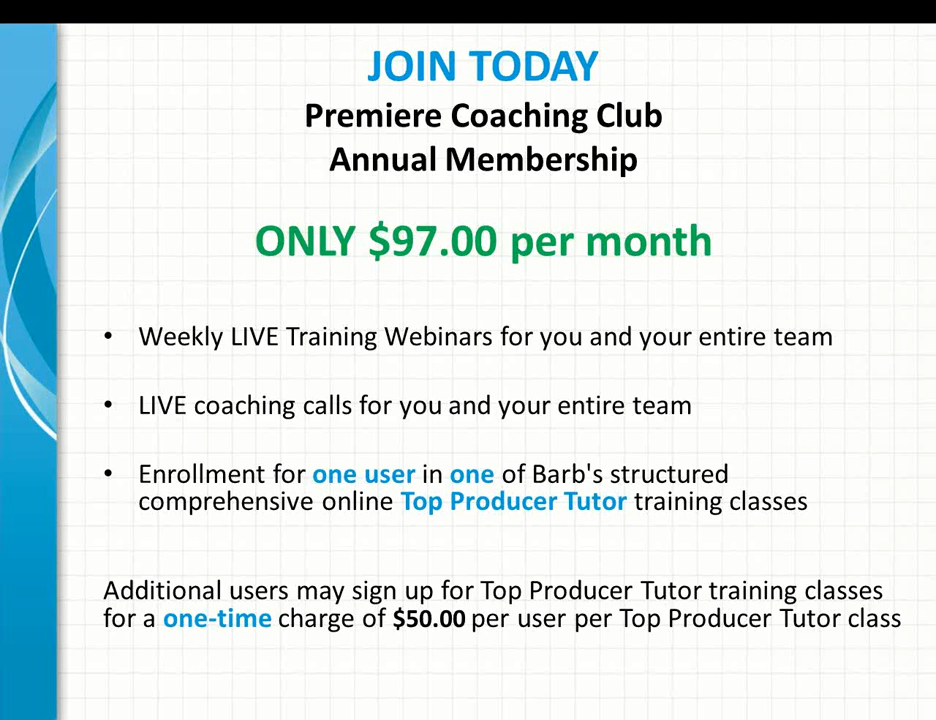 JOIN TODAY
Premiere Coaching Club
Annual Membership
ONLY $97.00 per month
• Weekly LIVE Training Webinars for you and your entire team
• LIVE coaching calls for you and your entire team
• Enrollment for one user in one of Barb's structured
comprehensive online Top Producer Tutor training classes
Additional users may sign up for Top Producer Tutor training classes
for a one-time charge of $50.00 per user per Top Producer Tutor class